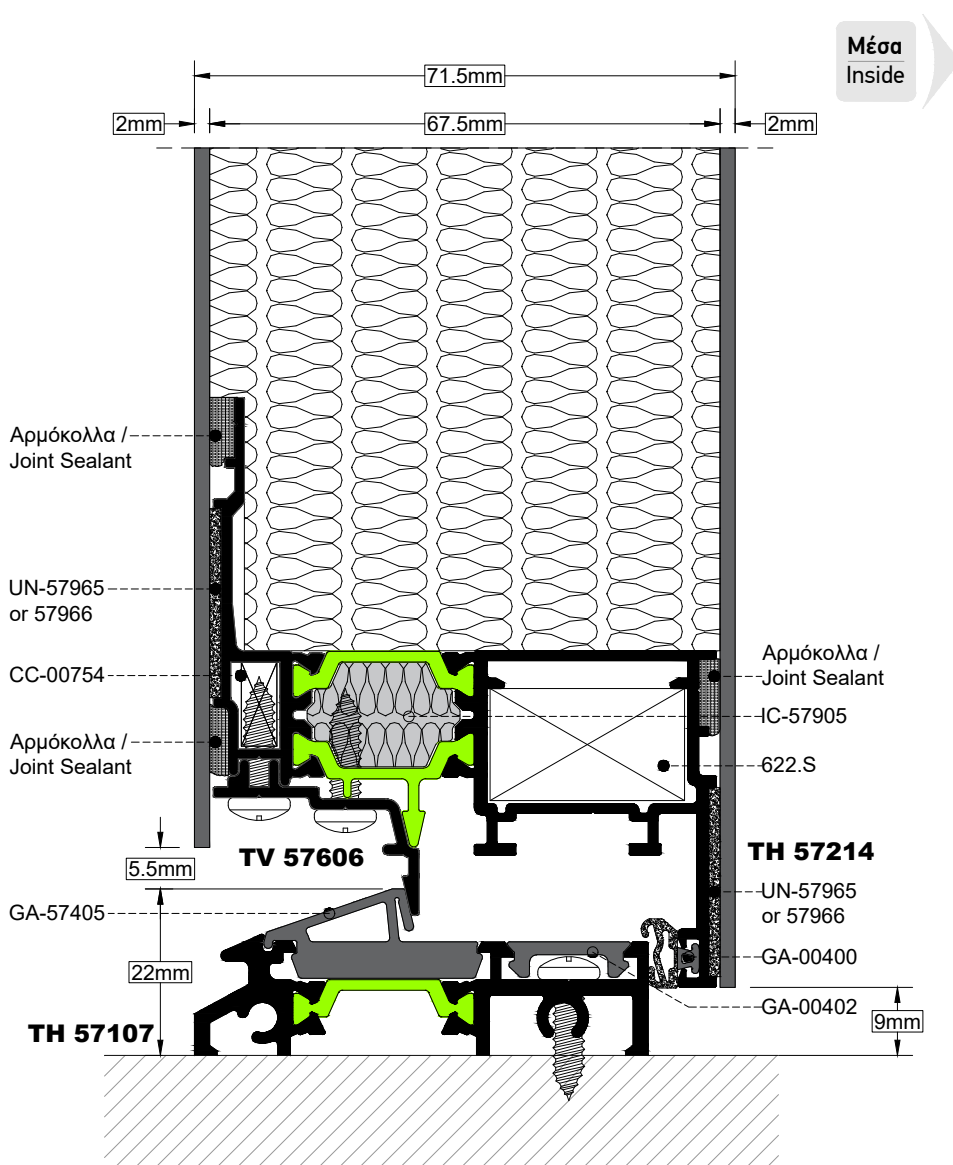 Μέσα
Inside
71.5mm
2mm
67.5mm
2mm
Αρμόκολλα /
Joint Sealant
UN-57965
or 57966
CC-00754
Αρμόκολλα /
Joint Sealant
Αρμόκολλα /
Joint Sealant
IC-57905
622.S
TV 57606
TH 57214
5.5mm
UN-57965
or 57966
GA-57405
GA-00400
22mm
GA-00402
9mm
TH 57107